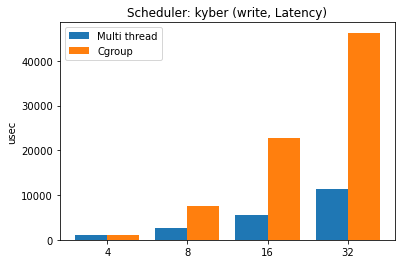 Scheduler: kyber (write, Latency)
Multi thread
Cgroup
usec
40000
30000
20000
10000
0
4
8
16
32